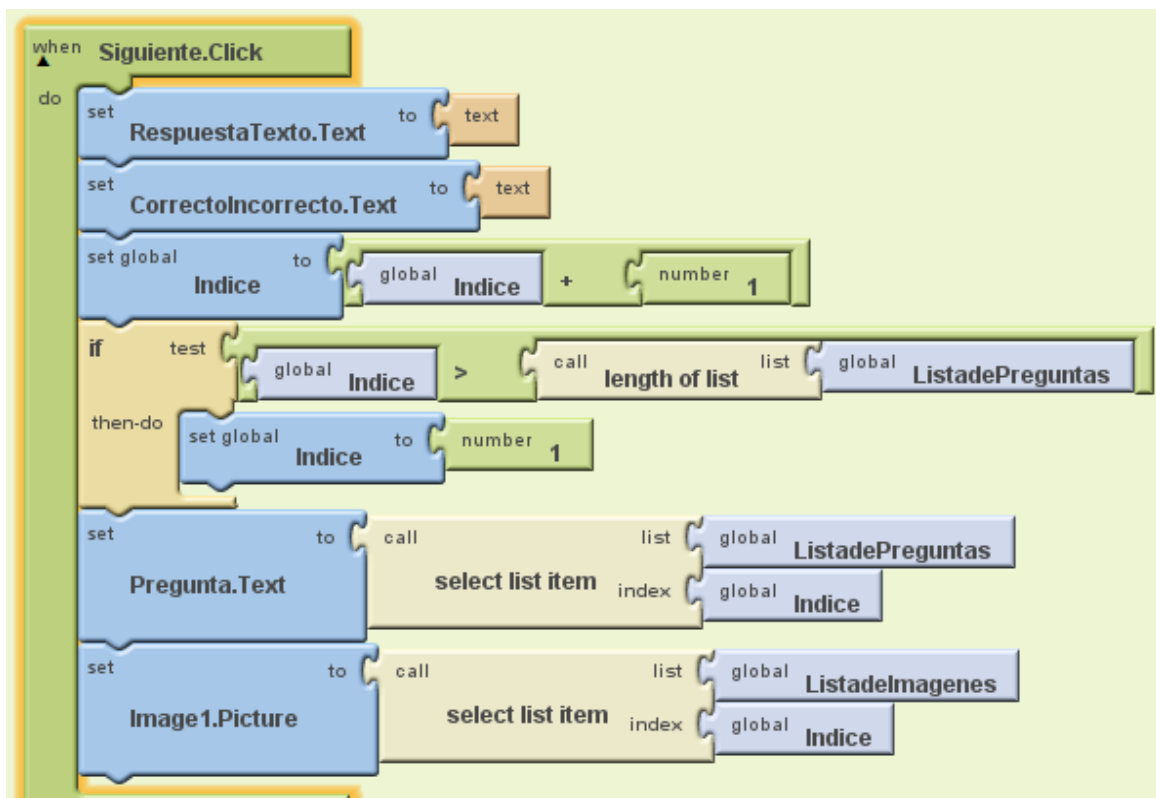 when Siguiente.Click
do
set RespuestaTexto.Text to text
set CorrectoIncorrecto.Text to text
set global Indice to global Indice + number 1
if test global Indice > call length of list list global ListadePreguntas
then-do set global Indice to number 1
set Pregunta.Text to call select list item list global ListadePreguntas
index global Indice
set Image1.Picture to call select list item list global ListadeImagenes
index global Indice